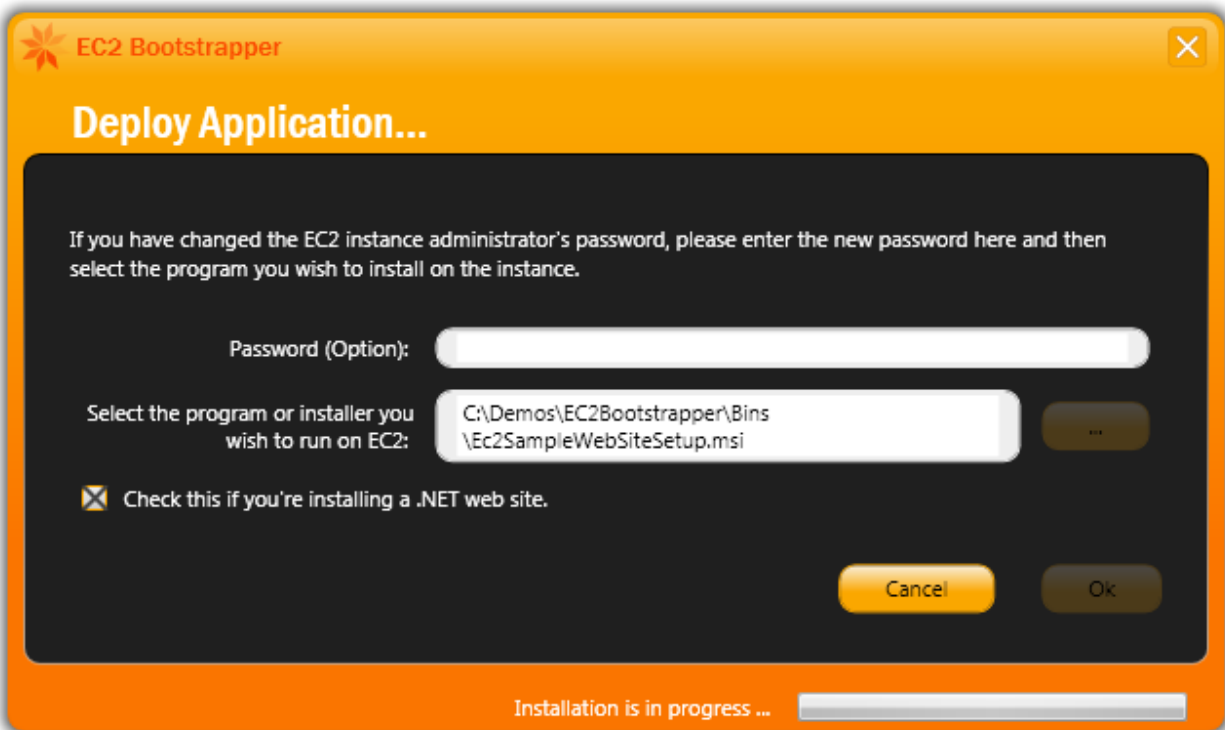 EC2 Bootstrapper
Deploy Application...
If you have changed the EC2 instance administrator's password, please enter the new password here and then
select the program you wish to install on the instance.
Password (Option):
Select the program or installer you
wish to run on EC2:
C:\Demos\EC2Bootstrapper\Bins
\Ec2SampleWebSiteSetup.msi
...
Check this if you're installing a .NET web site.
Cancel
Ok
Installation is in progress ...